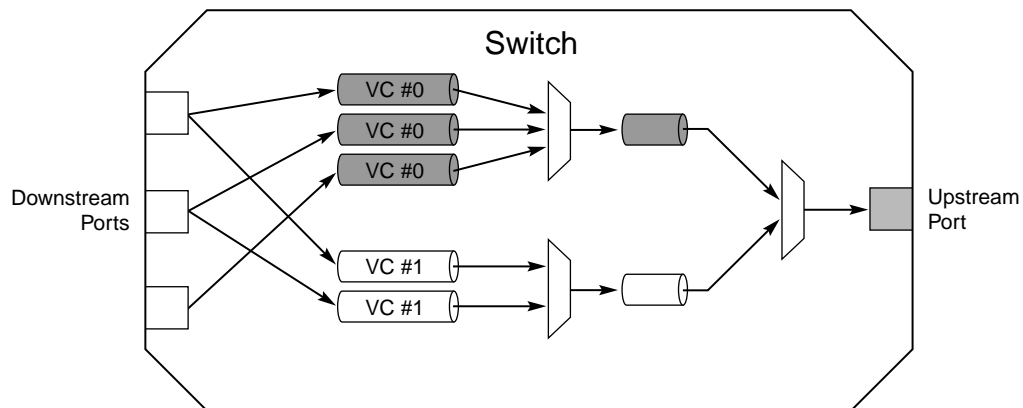 Switch
VC #0
VC #0
VC #0
Downstream
Ports
Upstream
Port
VC #1
VC #1